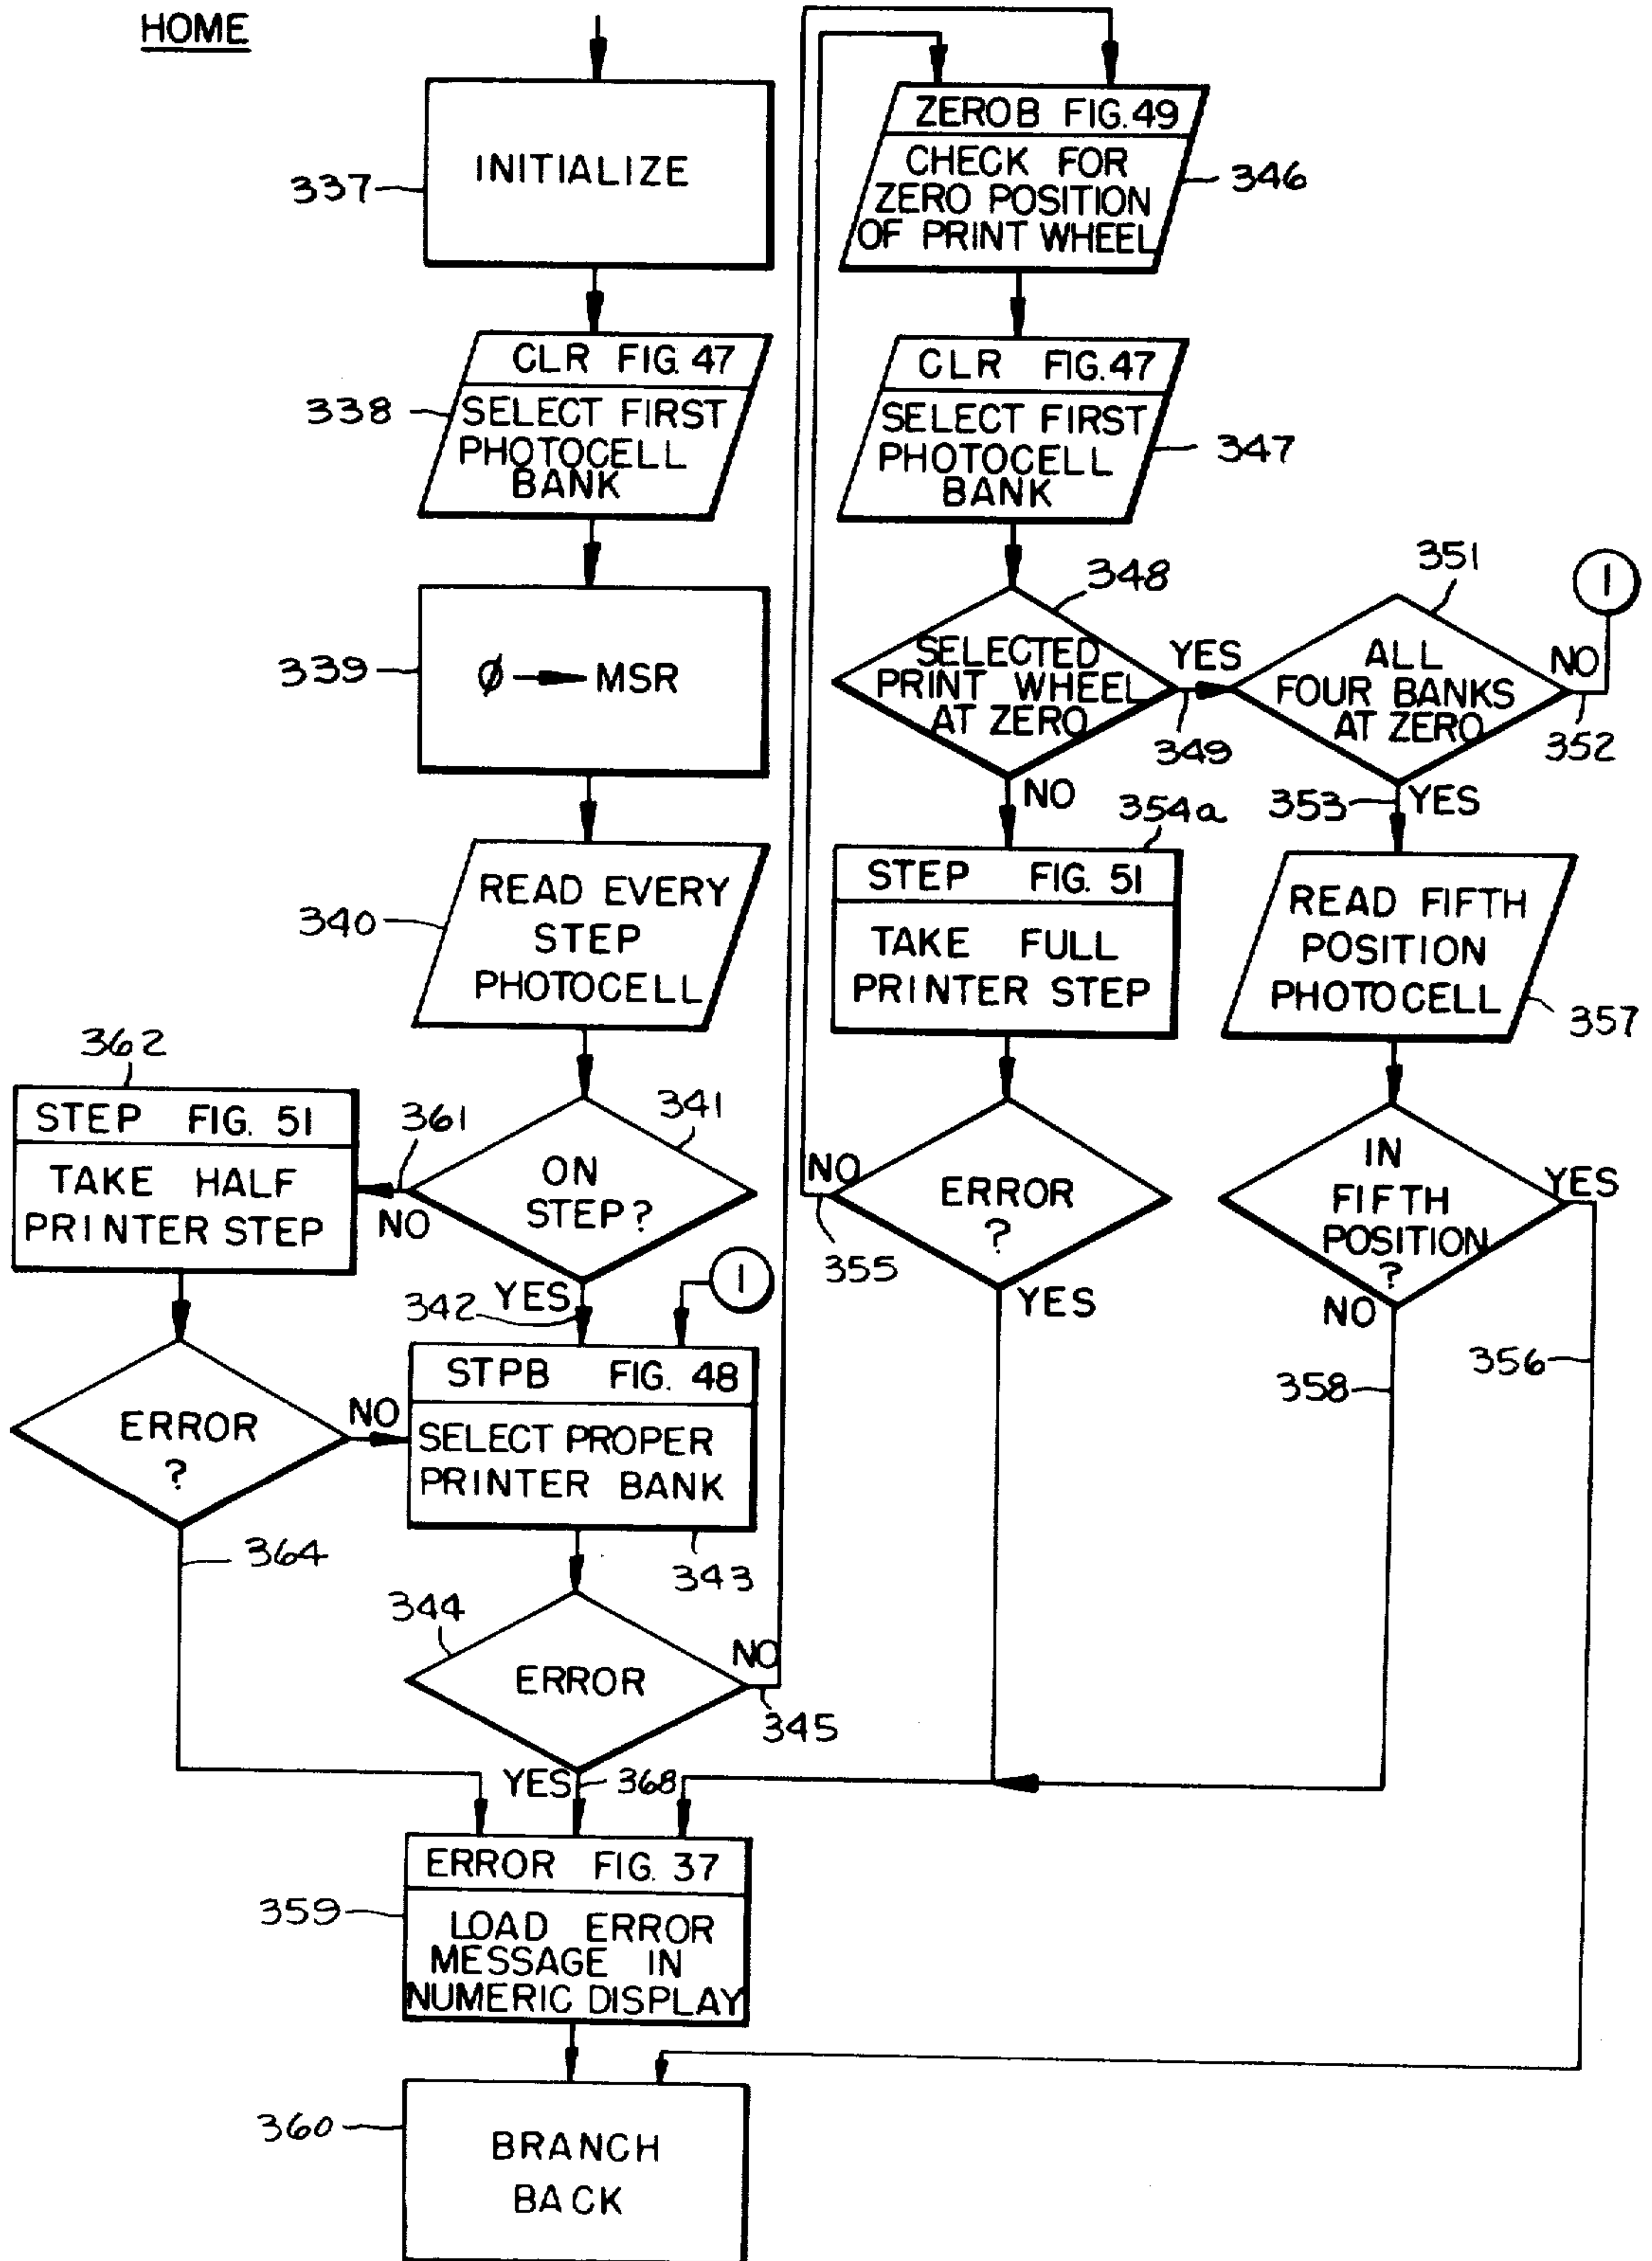 HOME
INITIALIZE
337
CLR FIG. 47
SELECT FIRST
PHOTOCELL
BANK
338
Ø → MSR
339
READ EVERY
STEP
PHOTOCELL
340
ON
STEP?
341
361
NO
YES
342
1
362
STEP FIG. 51
TAKE HALF
PRINTER STEP
ERROR
?
NO
364
STPB FIG. 48
SELECT PROPER
PRINTER BANK
343
344
ERROR
NO
345
YES
368
ERROR FIG. 37
LOAD ERROR
MESSAGE IN
NUMERIC DISPLAY
359
BRANCH
BACK
360
ZEROB FIG. 49
CHECK FOR
ZERO POSITION
OF PRINT WHEEL
346
CLR FIG. 47
SELECT FIRST
PHOTOCELL
BANK
347
348
SELECTED
PRINT WHEEL
AT ZERO
YES
349
NO
351
ALL
FOUR BANKS
AT ZERO
NO
352
1
353
YES
354a
STEP FIG. 51
TAKE FULL
PRINTER STEP
ERROR
?
NO
355
YES
READ FIFTH
POSITION
PHOTOCELL
357
IN
FIFTH
POSITION
?
YES
NO
356
358